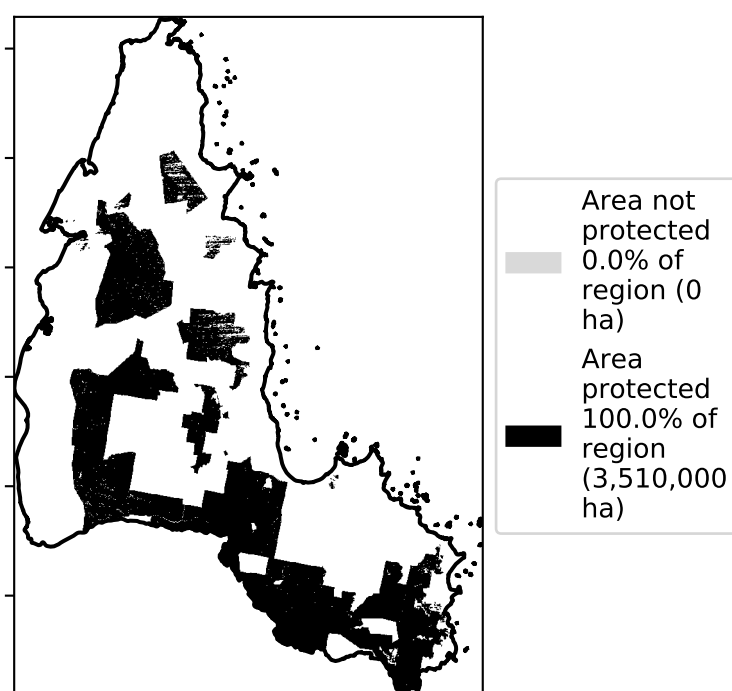 Area not
protected
0.0% of
region (0
ha)
Area
protected
100.0% of
region
(3,510,000
ha)